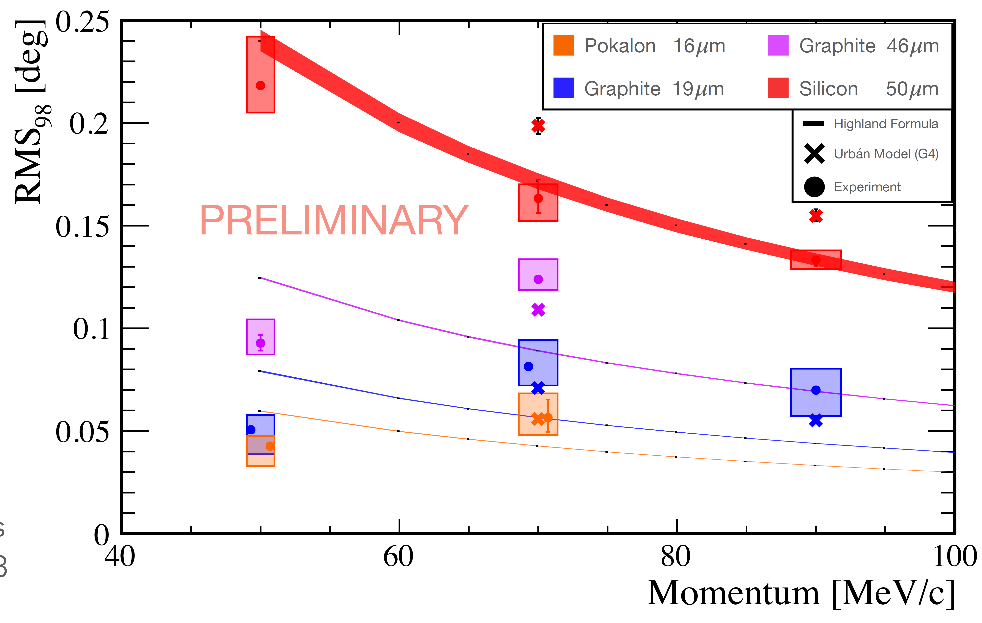 0.25
0.2
0.15
0.1
0.05
0
RMS98 [deg]
Pokalon 16μm
Graphite 46μm
Graphite 19μm
Silicon 50μm
Highland Formula
Urbán Model (G4)
Experiment
PRELIMINARY
s
3
40 60 80 100
Momentum [MeV/c]